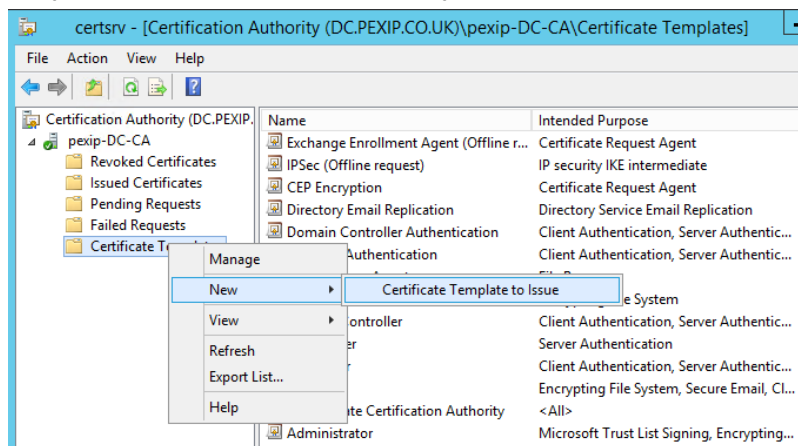 certsrv - [Certification Authority (DC.PEXIP.CO.UK)\pexip-DC-CA\Certificate Templates]
File Action View Help
Certification Authority (DC.PEXIP.
pexip-DC-CA
Revoked Certificates
Issued Certificates
Pending Requests
Failed Requests
Certificate
Manage
New
View
Refresh
Export List...
Help
Certificate Template to Issue
Name Intended Purpose
Exchange Enrollment Agent (Offline r... Certificate Request Agent
IPSec (Offline request) IP security IKE intermediate
CEP Encryption Certificate Request Agent
Directory Email Replication Directory Service Email Replication
Domain Controller Authentication Client Authentication, Server Authentic...
Authentication Client Authentication, Server Authentic...
e System
ontroller Client Authentication, Server Authentic...
er Server Authentication
r Client Authentication, Server Authentic...
Encrypting File System, Secure Email, Cl...
te Certification Authority <All>
Administrator Microsoft Trust List Signing, Encrypting...